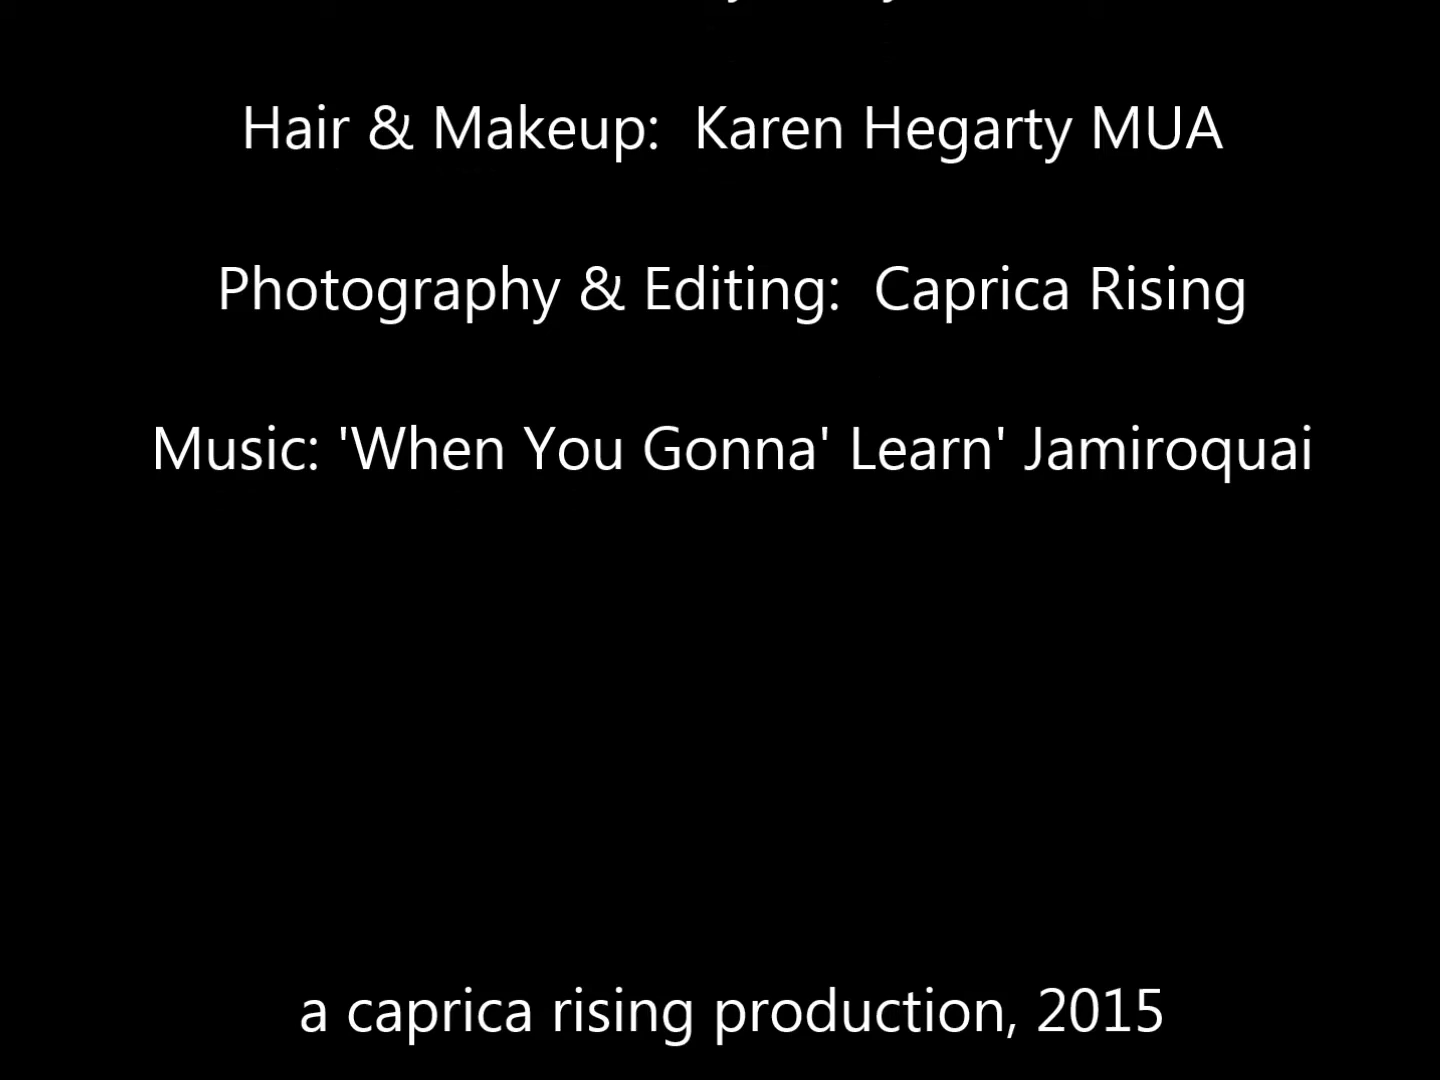 Hair & Makeup:  Karen Hegarty MUA
Photography & Editing:  Caprica Rising
Music: 'When You Gonna' Learn' Jamiroquai
a caprica rising production, 2015